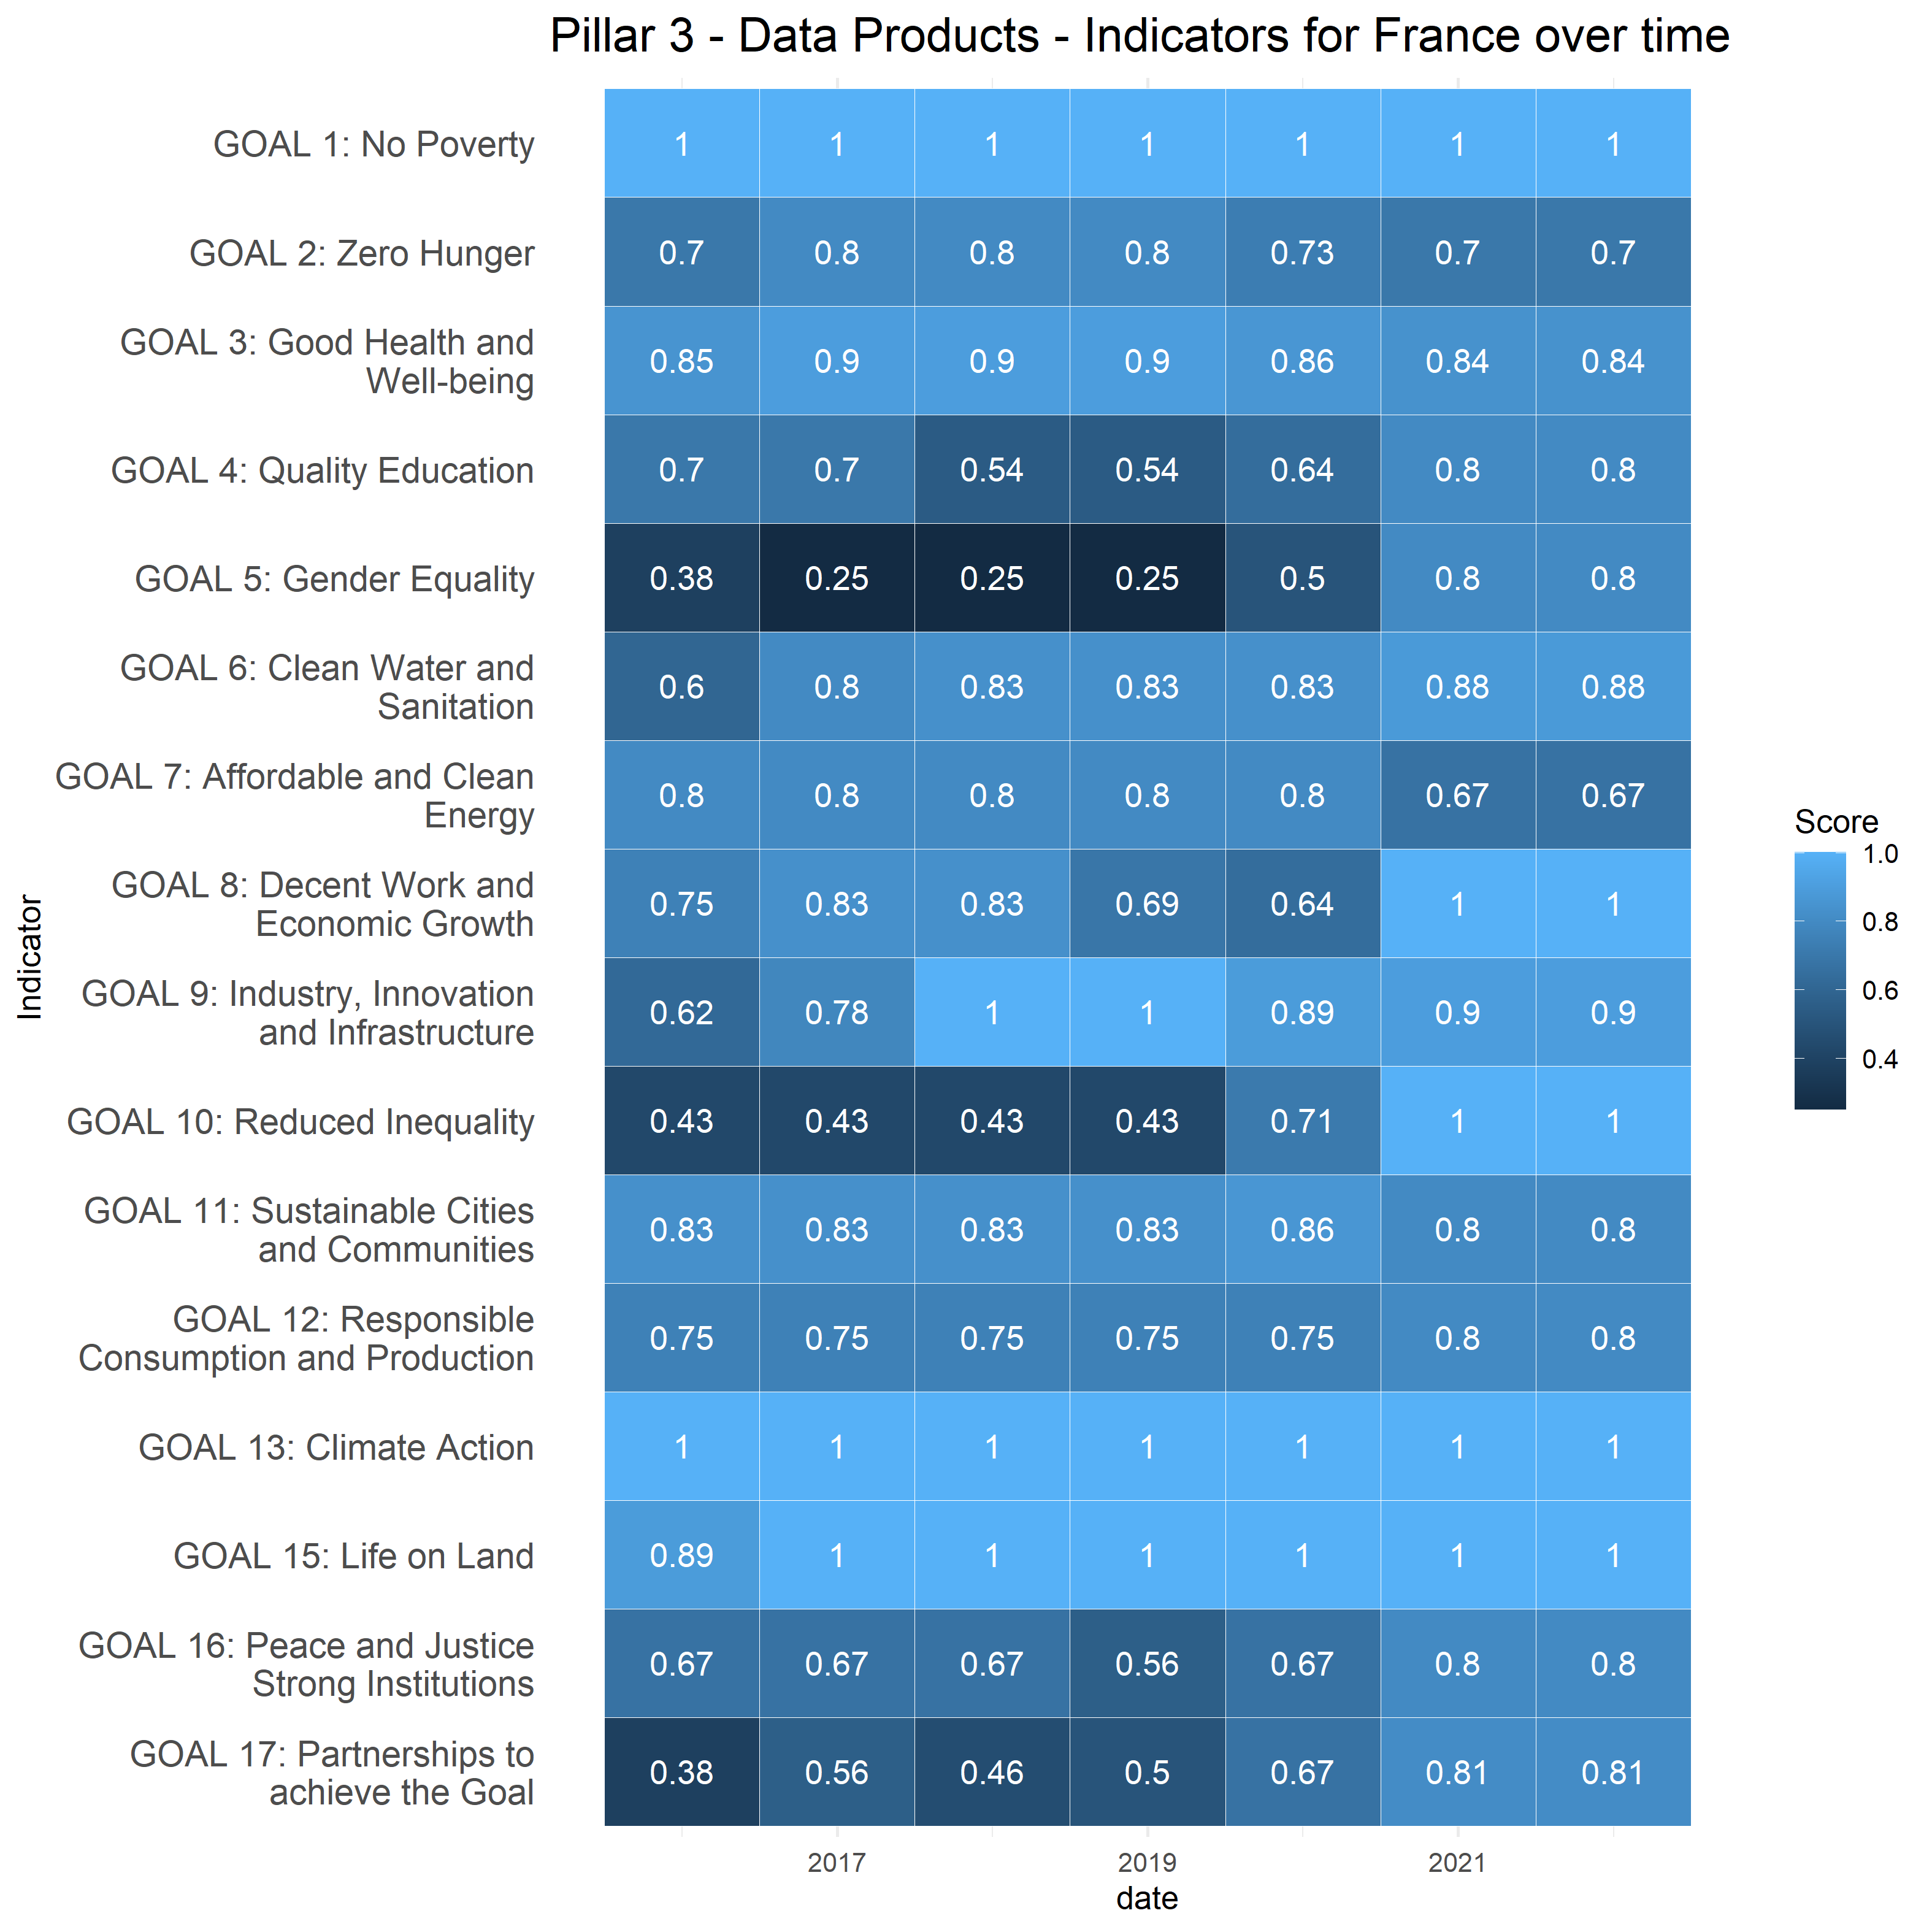 Pillar 3 - Data Products - Indicators for France over time
GOAL 1: No Poverty 1 1 1 1 1 1 1
GOAL 2: Zero Hunger 0.7 0.8 0.8 0.8 0.73 0.7 0.7
GOAL 3: Good Health and
Well-being
0.85 0.9 0.9 0.9 0.86 0.84 0.84
GOAL 4: Quality Education 0.7 0.7 0.54 0.54 0.64 0.8 0.8
GOAL 5: Gender Equality 0.38 0.25 0.25 0.25 0.5 0.8 0.8
GOAL 6: Clean Water and
Sanitation
0.6 0.8 0.83 0.83 0.83 0.88 0.88
GOAL 7: Affordable and Clean
Energy
0.8 0.8 0.8 0.8 0.8 0.67 0.67
GOAL 8: Decent Work and
Economic Growth
0.75 0.83 0.83 0.69 0.64 1 1
GOAL 9: Industry, Innovation
and Infrastructure
0.62 0.78 1 1 0.89 0.9 0.9
GOAL 10: Reduced Inequality 0.43 0.43 0.43 0.43 0.71 1 1
GOAL 11: Sustainable Cities
and Communities
0.83 0.83 0.83 0.83 0.86 0.8 0.8
GOAL 12: Responsible
Consumption and Production
0.75 0.75 0.75 0.75 0.75 0.8 0.8
GOAL 13: Climate Action 1 1 1 1 1 1 1
GOAL 15: Life on Land 0.89 1 1 1 1 1 1
GOAL 16: Peace and Justice
Strong Institutions
0.67 0.67 0.67 0.56 0.67 0.8 0.8
GOAL 17: Partnerships to
achieve the Goal
0.38 0.56 0.46 0.5 0.67 0.81 0.81
2017 2019 2021
date
Indicator
Score
1.0
0.8
0.6
0.4